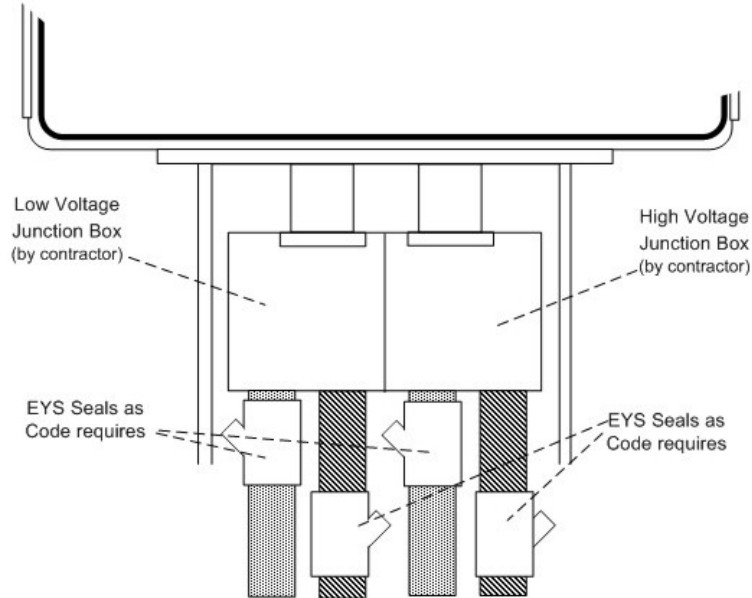 Low Voltage
Junction Box
(by contractor)
High Voltage
Junction Box
(by contractor)
EYS Seals as
Code requires
EYS Seals as
Code requires